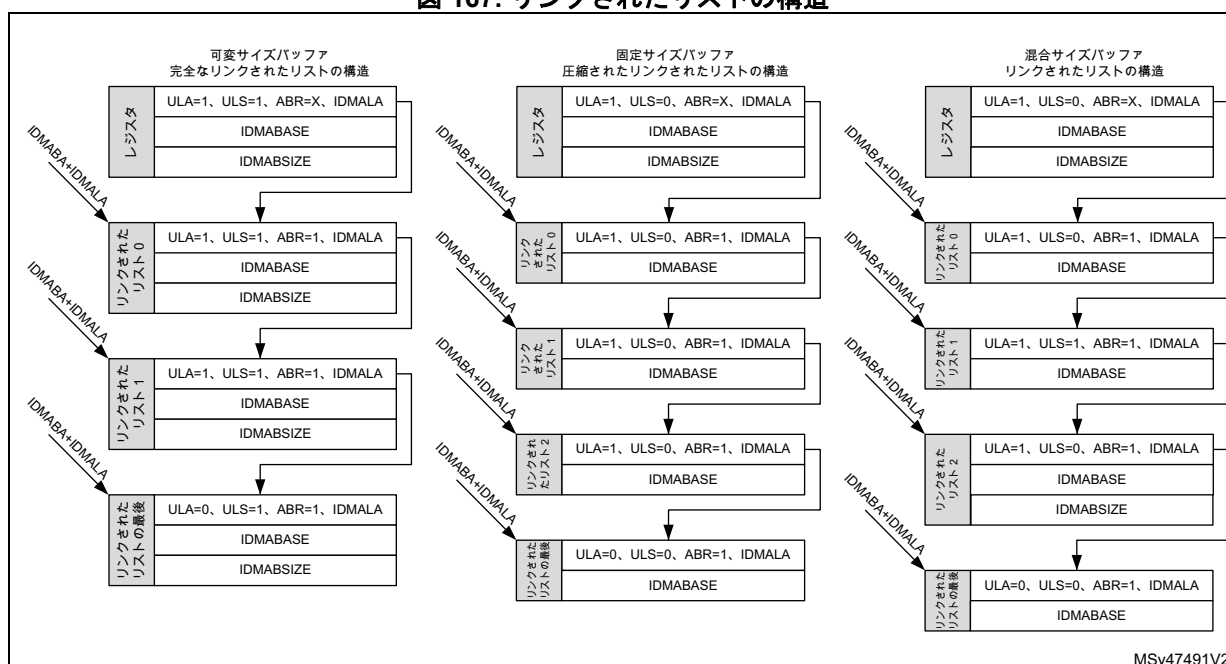 図 167. リンクされたリストの構造
可変サイズバッファ
完全なリンクされたリストの構造
レジスタ
ULA=1、ULS=1、ABR=X、IDMALA
IDMABASE
IDMABSIZE
IDMABA+IDMALA
リンクされた
リスト 0
ULA=1、ULS=1、ABR=1、IDMALA
IDMABASE
IDMABSIZE
IDMABA+IDMALA
リンクされた
リスト 1
ULA=1、ULS=1、ABR=1、IDMALA
IDMABASE
IDMABSIZE
IDMABA+IDMALA
リンクされた
リストの最後
ULA=0、ULS=1、ABR=1、IDMALA
IDMABASE
IDMABSIZE
固定サイズバッファ
圧縮されたリンクされたリストの構造
レジスタ
ULA=1、ULS=0、ABR=X、IDMALA
IDMABASE
IDMABSIZE
IDMABA+IDMALA
リンク
された
リスト 0
ULA=1、ULS=0、ABR=1、IDMALA
IDMABASE
IDMABA+IDMALA
リンク
された
リスト 1
ULA=1、ULS=0、ABR=1、IDMALA
IDMABASE
IDMABA+IDMALA
リンクされ
たリスト 2
ULA=1、ULS=0、ABR=1、IDMALA
IDMABASE
IDMABA+IDMALA
リンクされた
リストの最後
ULA=0、ULS=0、ABR=1、IDMALA
IDMABASE
混合サイズバッファ
リンクされたリストの構造
レジスタ
ULA=1、ULS=0、ABR=X、IDMALA
IDMABASE
IDMABSIZE
IDMABA+IDMALA
リンクされた
リスト 0
ULA=1、ULS=0、ABR=1、IDMALA
IDMABASE
IDMABA+IDMALA
リンクされた
リスト 1
ULA=1、ULS=1、ABR=1、IDMALA
IDMABASE
IDMABA+IDMALA
リンクされた
リスト 2
ULA=1、ULS=0、ABR=1、IDMALA
IDMABASE
IDMABSIZE
IDMABA+IDMALA
リンクされた
リストの最後
ULA=0、ULS=0、ABR=1、IDMALA
IDMABASE
MSv47491V2